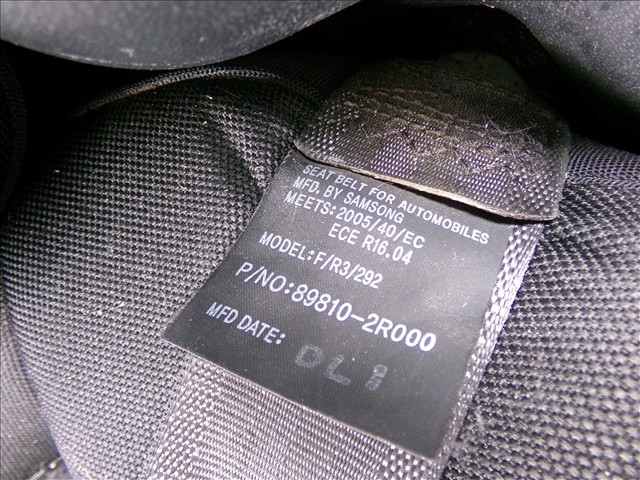 SEAT BELT FOR AUTOMOBILES
MFD. BY SAMSONG
MEETS:2005/40/EC
ECE R16.04
MODEL:F/R3/292
P/NO:89810-2R000
MFD DATE:
DL